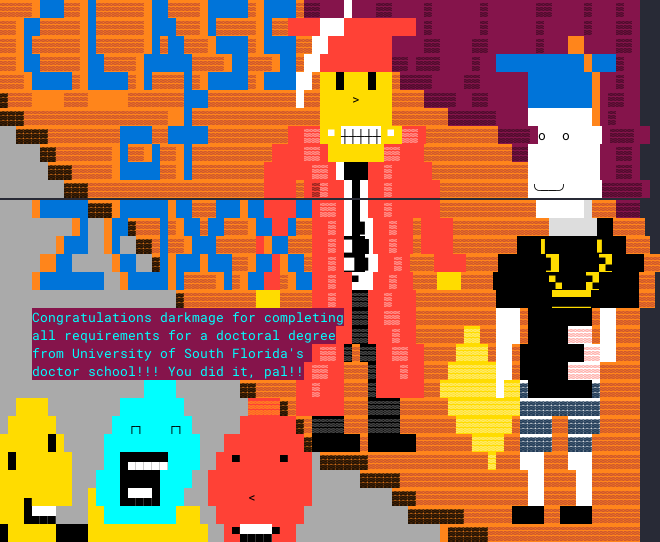 Congratulations darkmage for completing
all requirements for a doctoral degree
from University of South Florida's
doctor school!!! You did it, pal!!